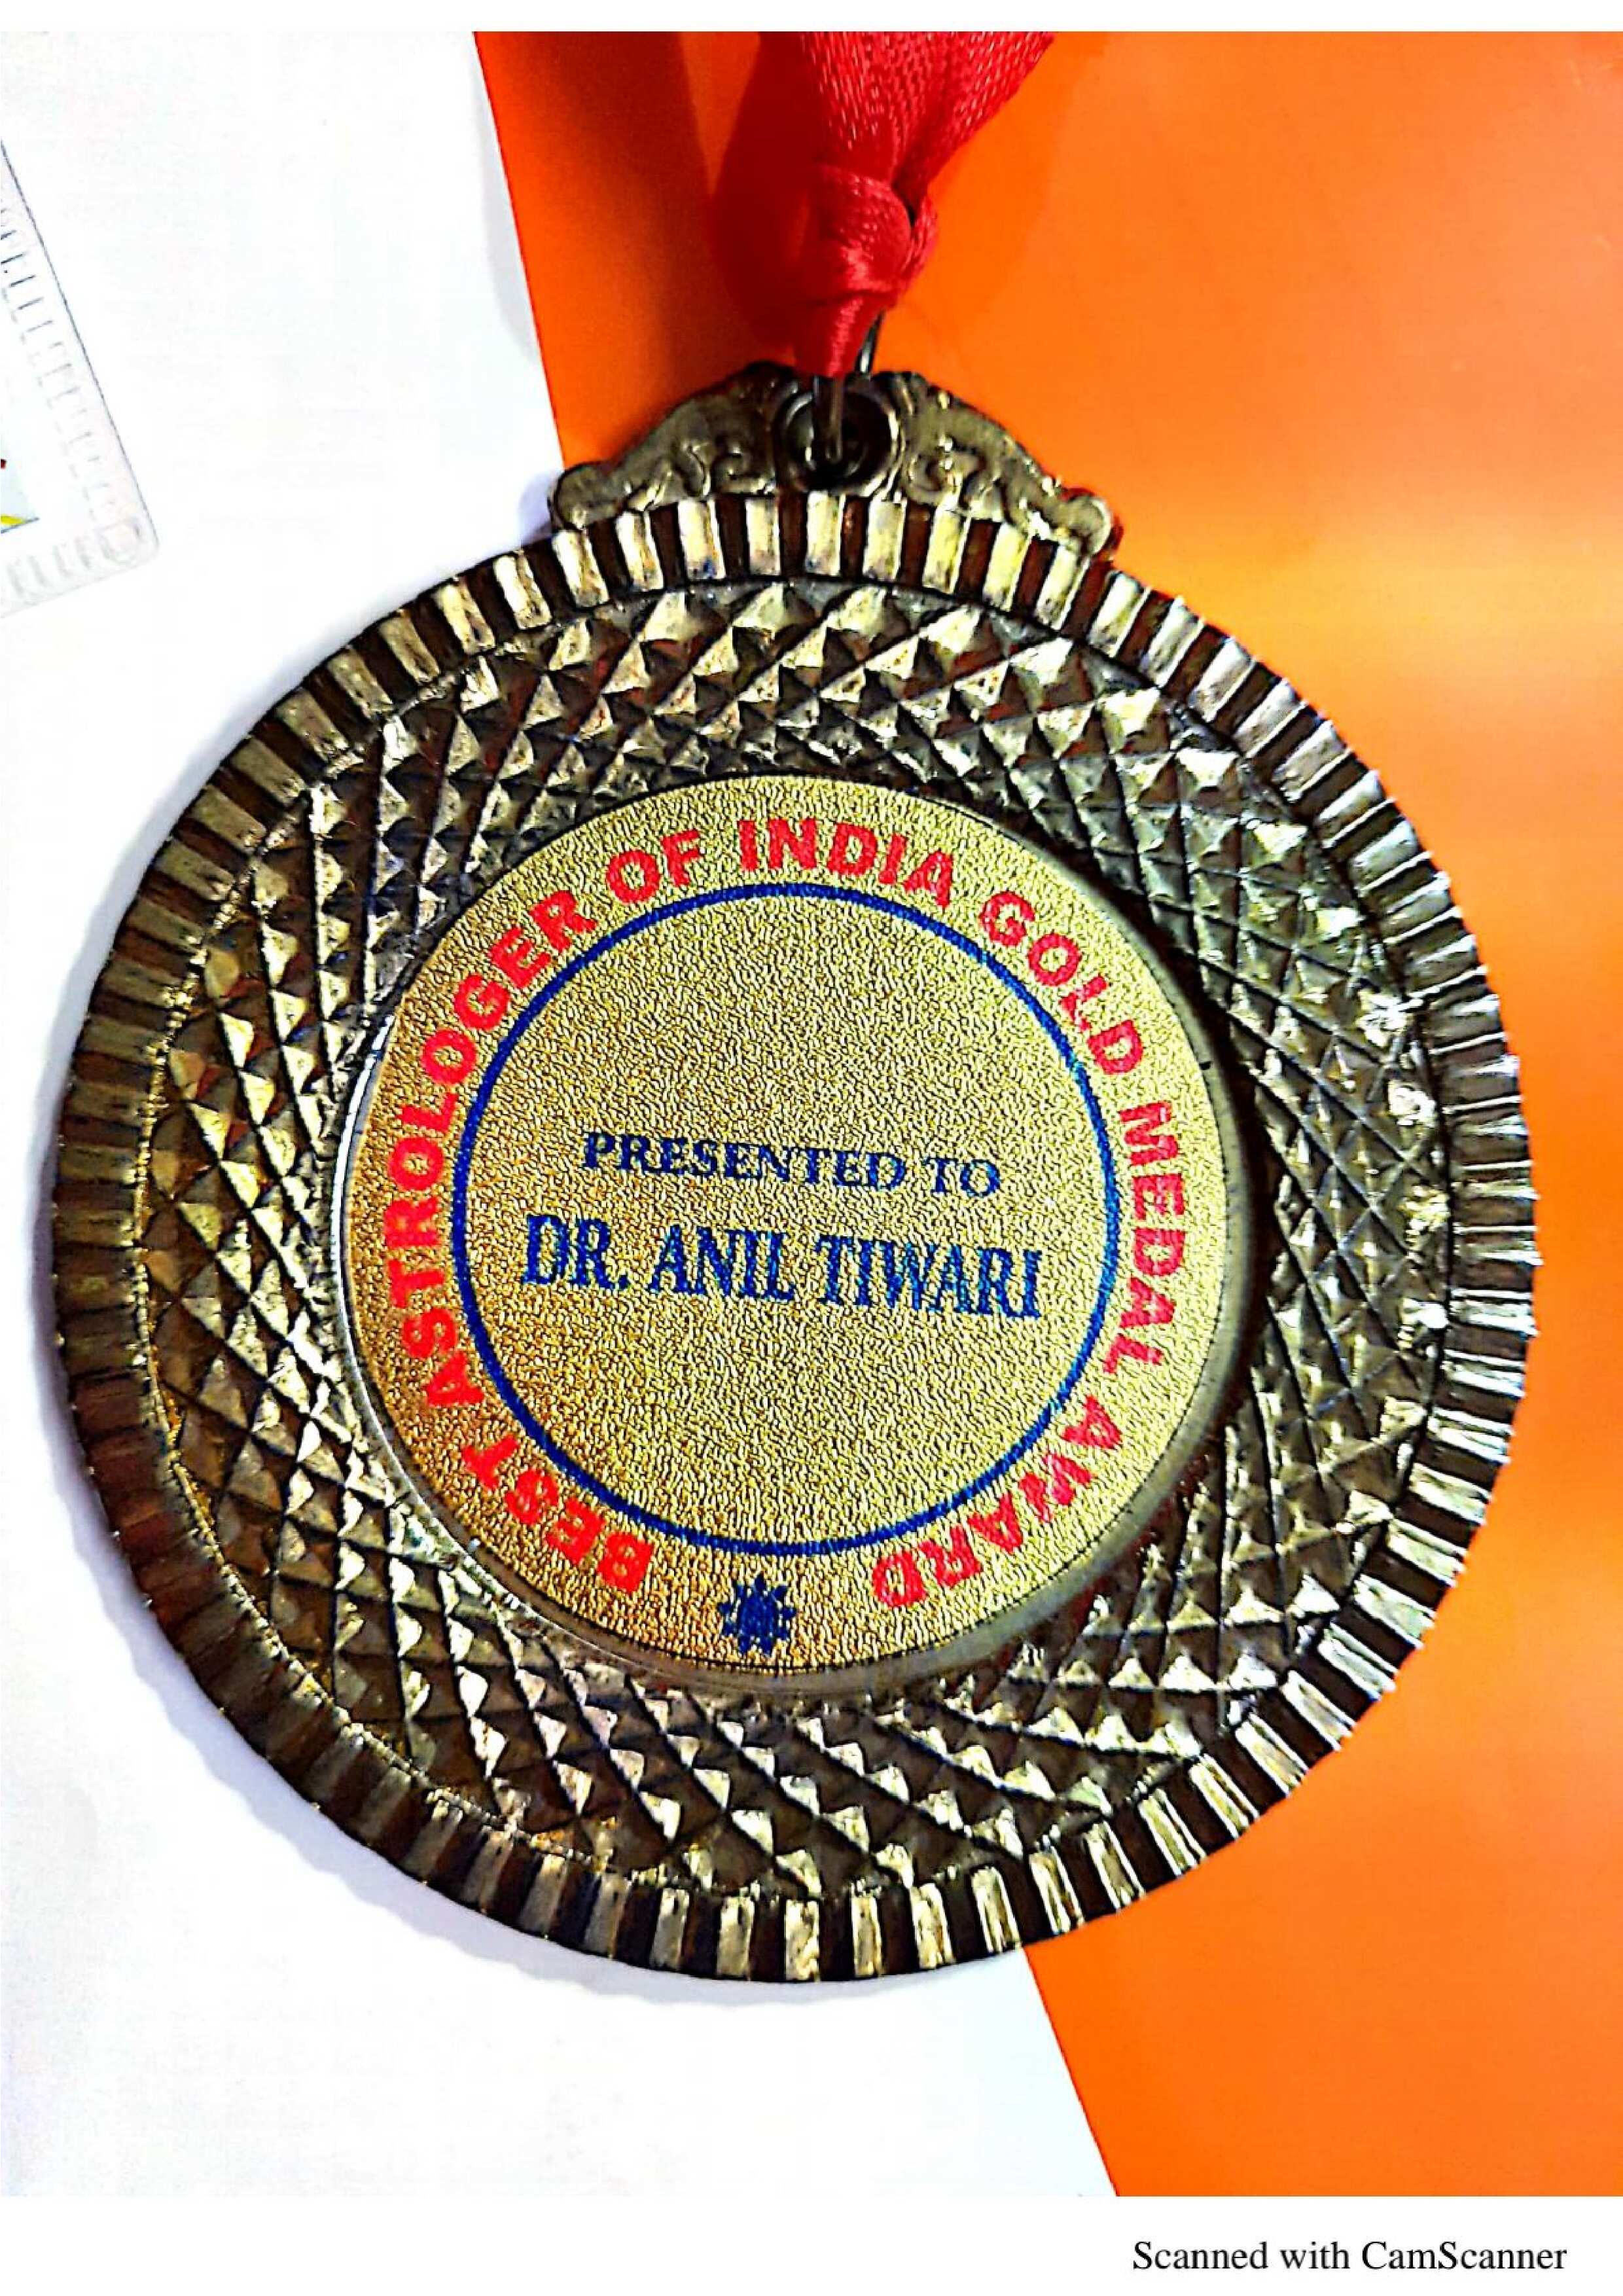 BEST ASTROLOGER OF INDIA GOLD MEDAL AWARD
PRESENTED TO
DR. ANIL TIWARI
Scanned with CamScanner